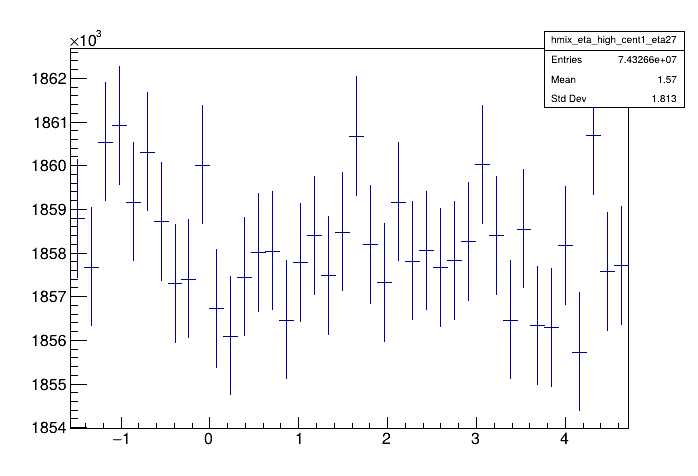 ×10³
hmix_eta_high_cent1_eta27
Entries 7.43266e+07
Mean 1.57
Std Dev 1.813
1862
1861
1860
1859
1858
1857
1856
1855
1854
−1 0 1 2 3 4